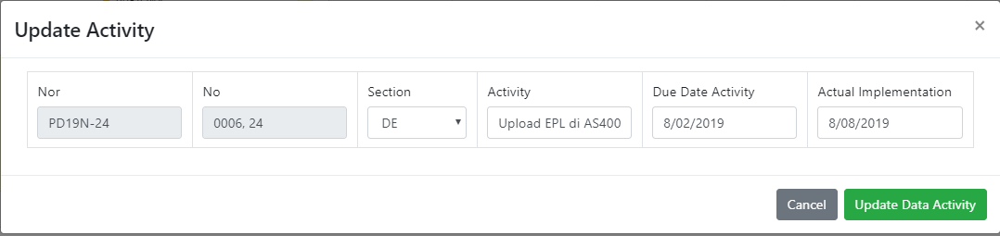 Update Activity
×
Nor No Section Activity Due Date Activity Actual Implementation
PD19N-24 0006, 24 DE Upload EPL di AS400 8/02/2019 8/08/2019
Cancel Update Data Activity